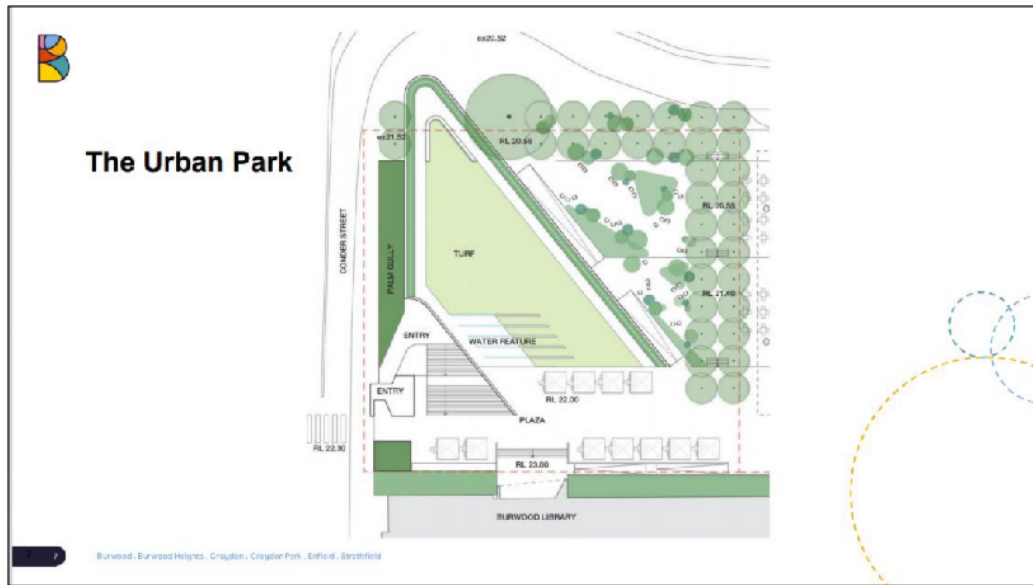 ex20.52
The Urban Park
ex21.52
RL 20.55
CONDER STREET
PALM GULLY
TURF
RL 20.55
RL 21.40
ENTRY
WATER FEATURE
ENTRY
RL 22.00
PLAZA
RL 22.30
RL 23.00
BURWOOD LIBRARY
7
Burwood . Burwood Heights . Croydon . Croydon Park . Enfield . Strathfield